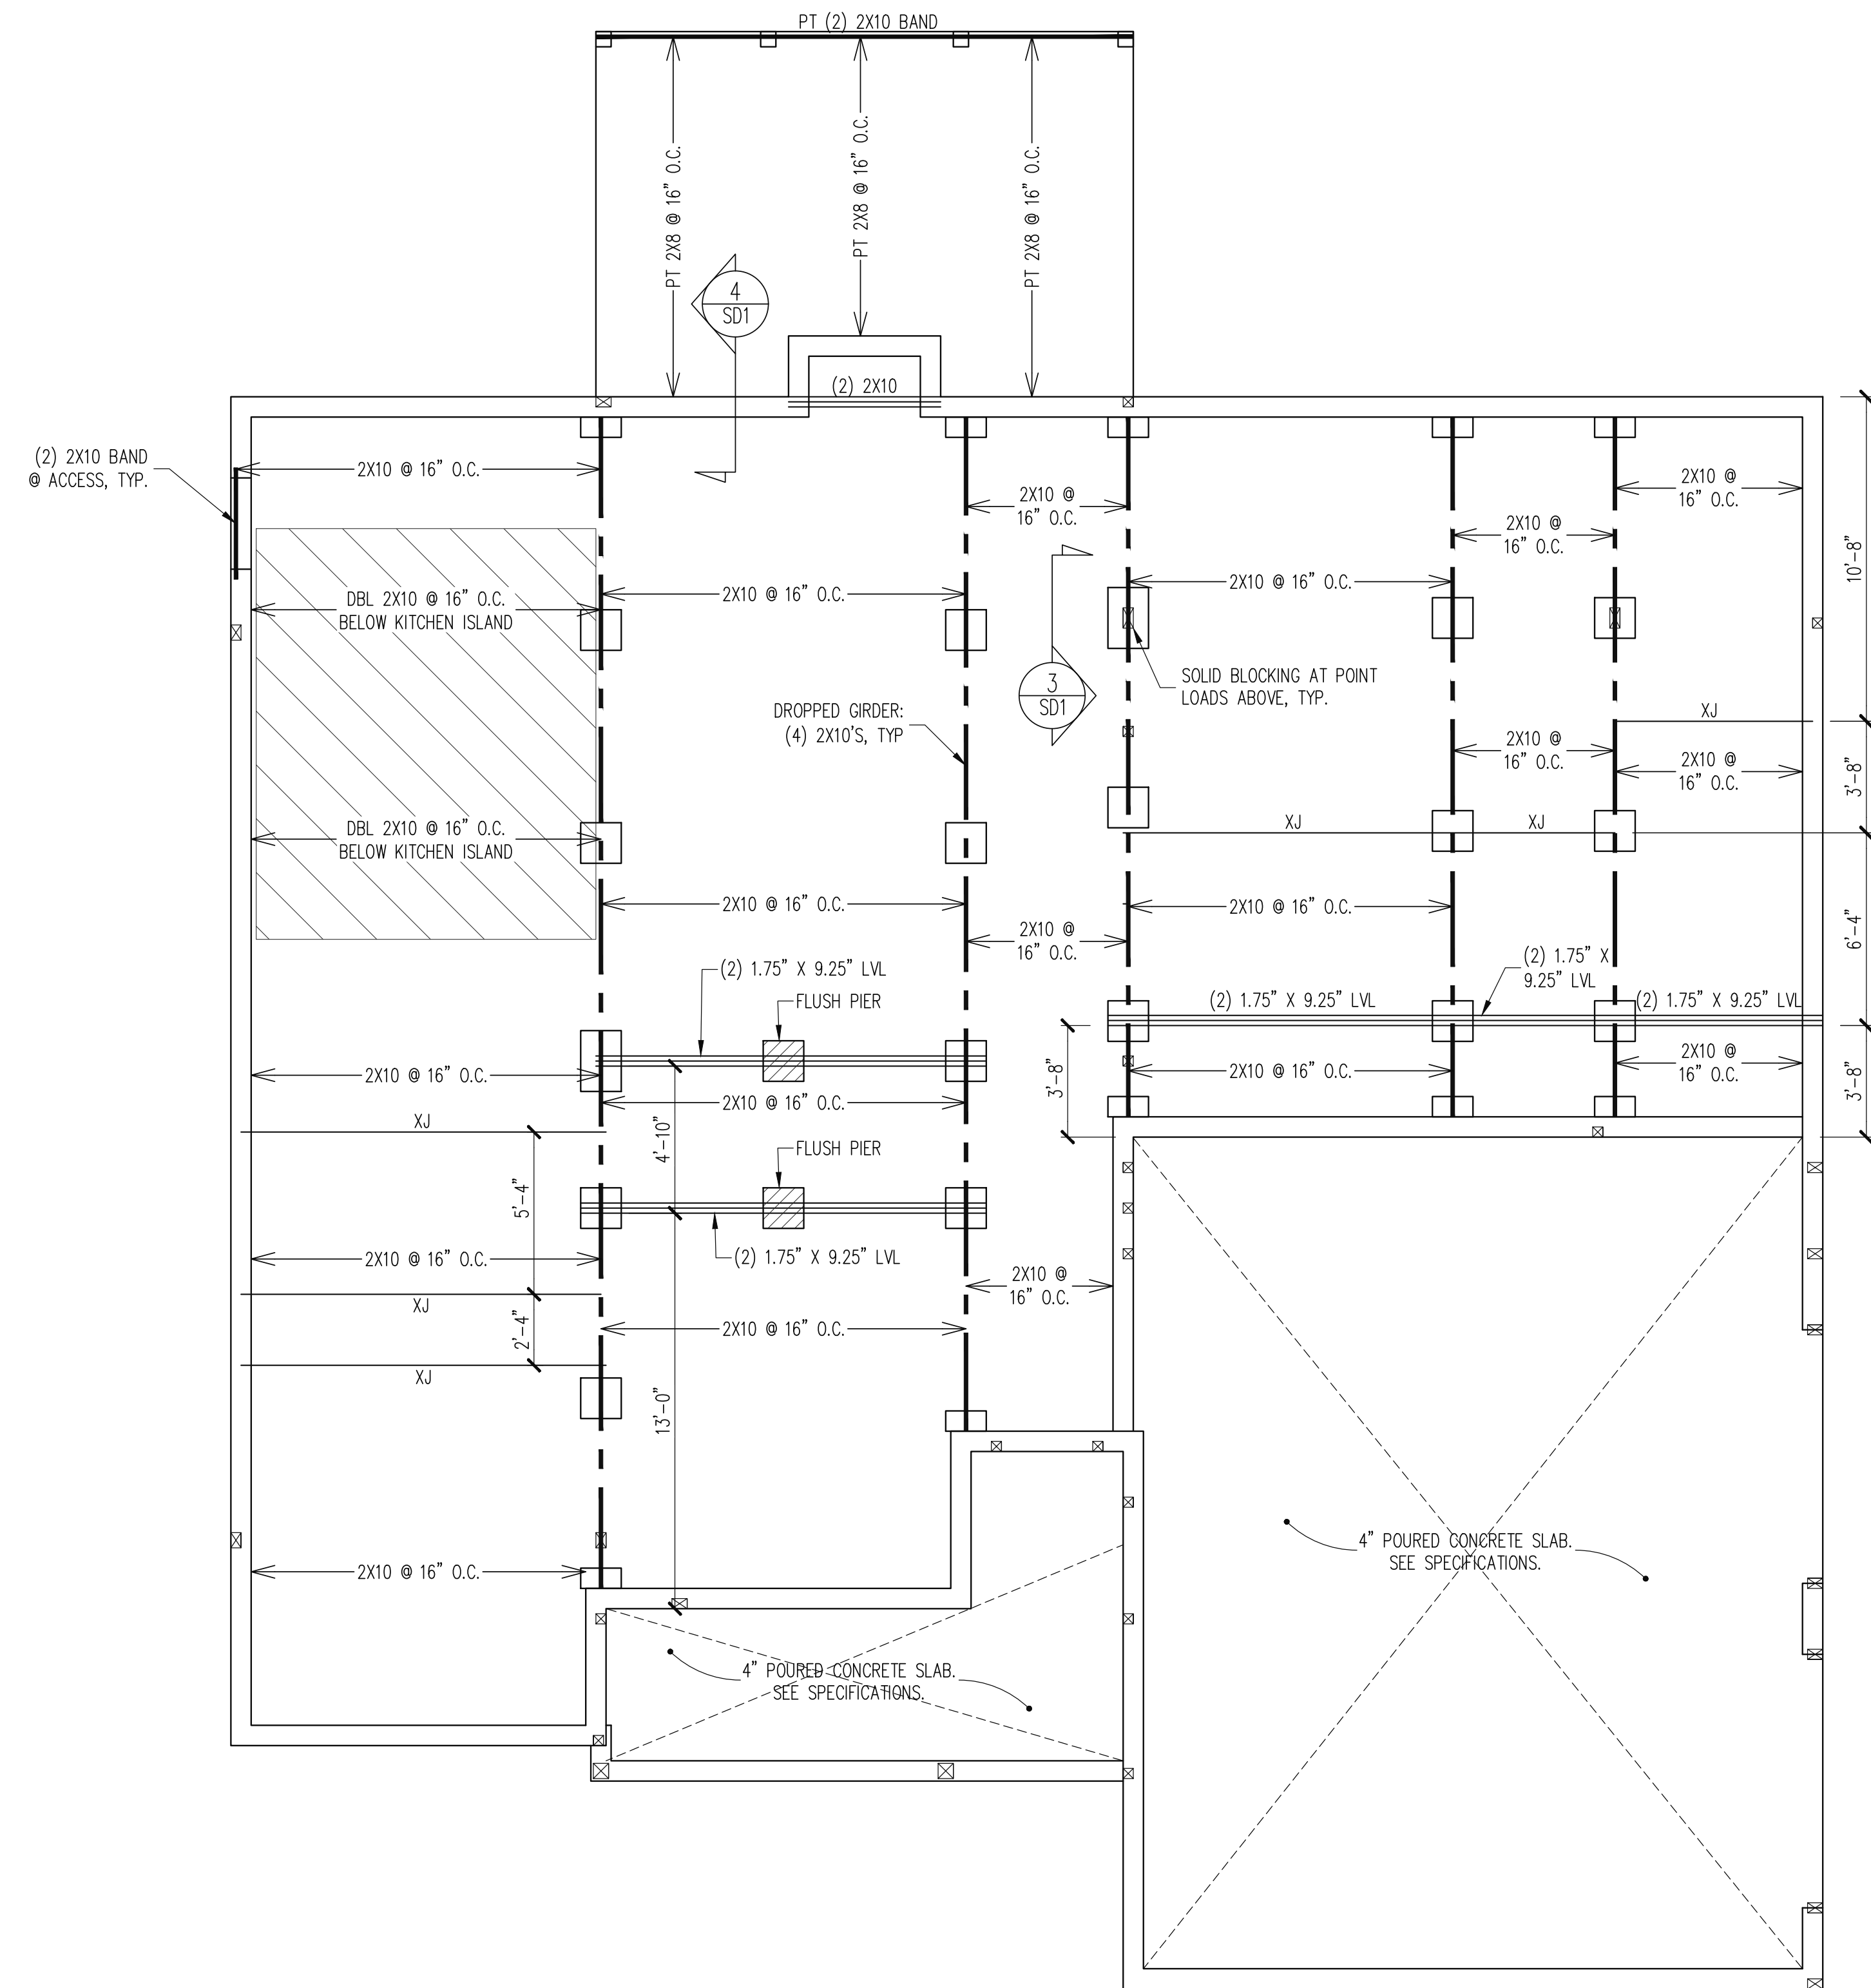 PT (2) 2X10 BAND
PT 2X8 @ 16" O.C.
PT 2X8 @ 16" O.C.
PT 2X8 @ 16" O.C.
4
SD1
(2) 2X10
(2) 2X10 BAND
@ ACCESS, TYP.
2X10 @ 16" O.C.
2X10 @
16" O.C.
2X10 @
16" O.C.
2X10 @
16" O.C.
10'-8"
DBL 2X10 @ 16" O.C.
BELOW KITCHEN ISLAND
2X10 @ 16" O.C.
2X10 @ 16" O.C.
SOLID BLOCKING AT POINT
LOADS ABOVE, TYP.
3
SD1
DROPPED GIRDER:
(4) 2X10'S, TYP
XJ
2X10 @
16" O.C.
2X10 @
16" O.C.
3'-8"
DBL 2X10 @ 16" O.C.
BELOW KITCHEN ISLAND
XJ
XJ
2X10 @ 16" O.C.
2X10 @ 16" O.C.
2X10 @
16" O.C.
6'-4"
(2) 1.75" X 9.25" LVL
FLUSH PIER
(2) 1.75" X
9.25" LVL
(2) 1.75" X 9.25" LVL
(2) 1.75" X 9.25" LVL
2X10 @ 16" O.C.
2X10 @ 16" O.C.
3'-8"
2X10 @ 16" O.C.
2X10 @
16" O.C.
3'-8"
XJ
4'-10"
FLUSH PIER
5'-4"
2X10 @ 16" O.C.
(2) 1.75" X 9.25" LVL
2X10 @
16" O.C.
XJ
2'-4"
2X10 @ 16" O.C.
XJ
13'-0"
2X10 @ 16" O.C.
4" POURED CONCRETE SLAB.
SEE SPECIFICATIONS.
4" POURED CONCRETE SLAB.
SEE SPECIFICATIONS.